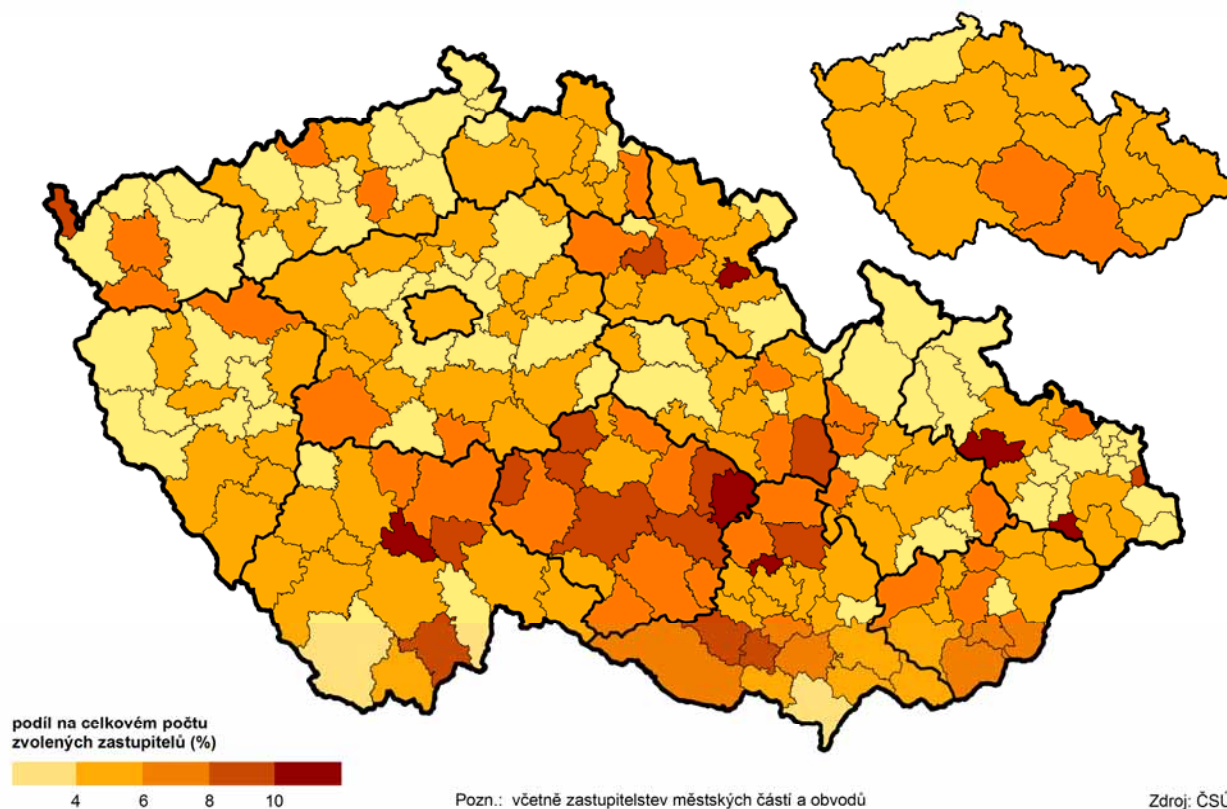 podíl na celkovém počtu
zvolených zastupitelů (%)
4 6 8 10
Pozn.: včetně zastupitelstev městských částí a obvodů
Zdroj: ČSÚ